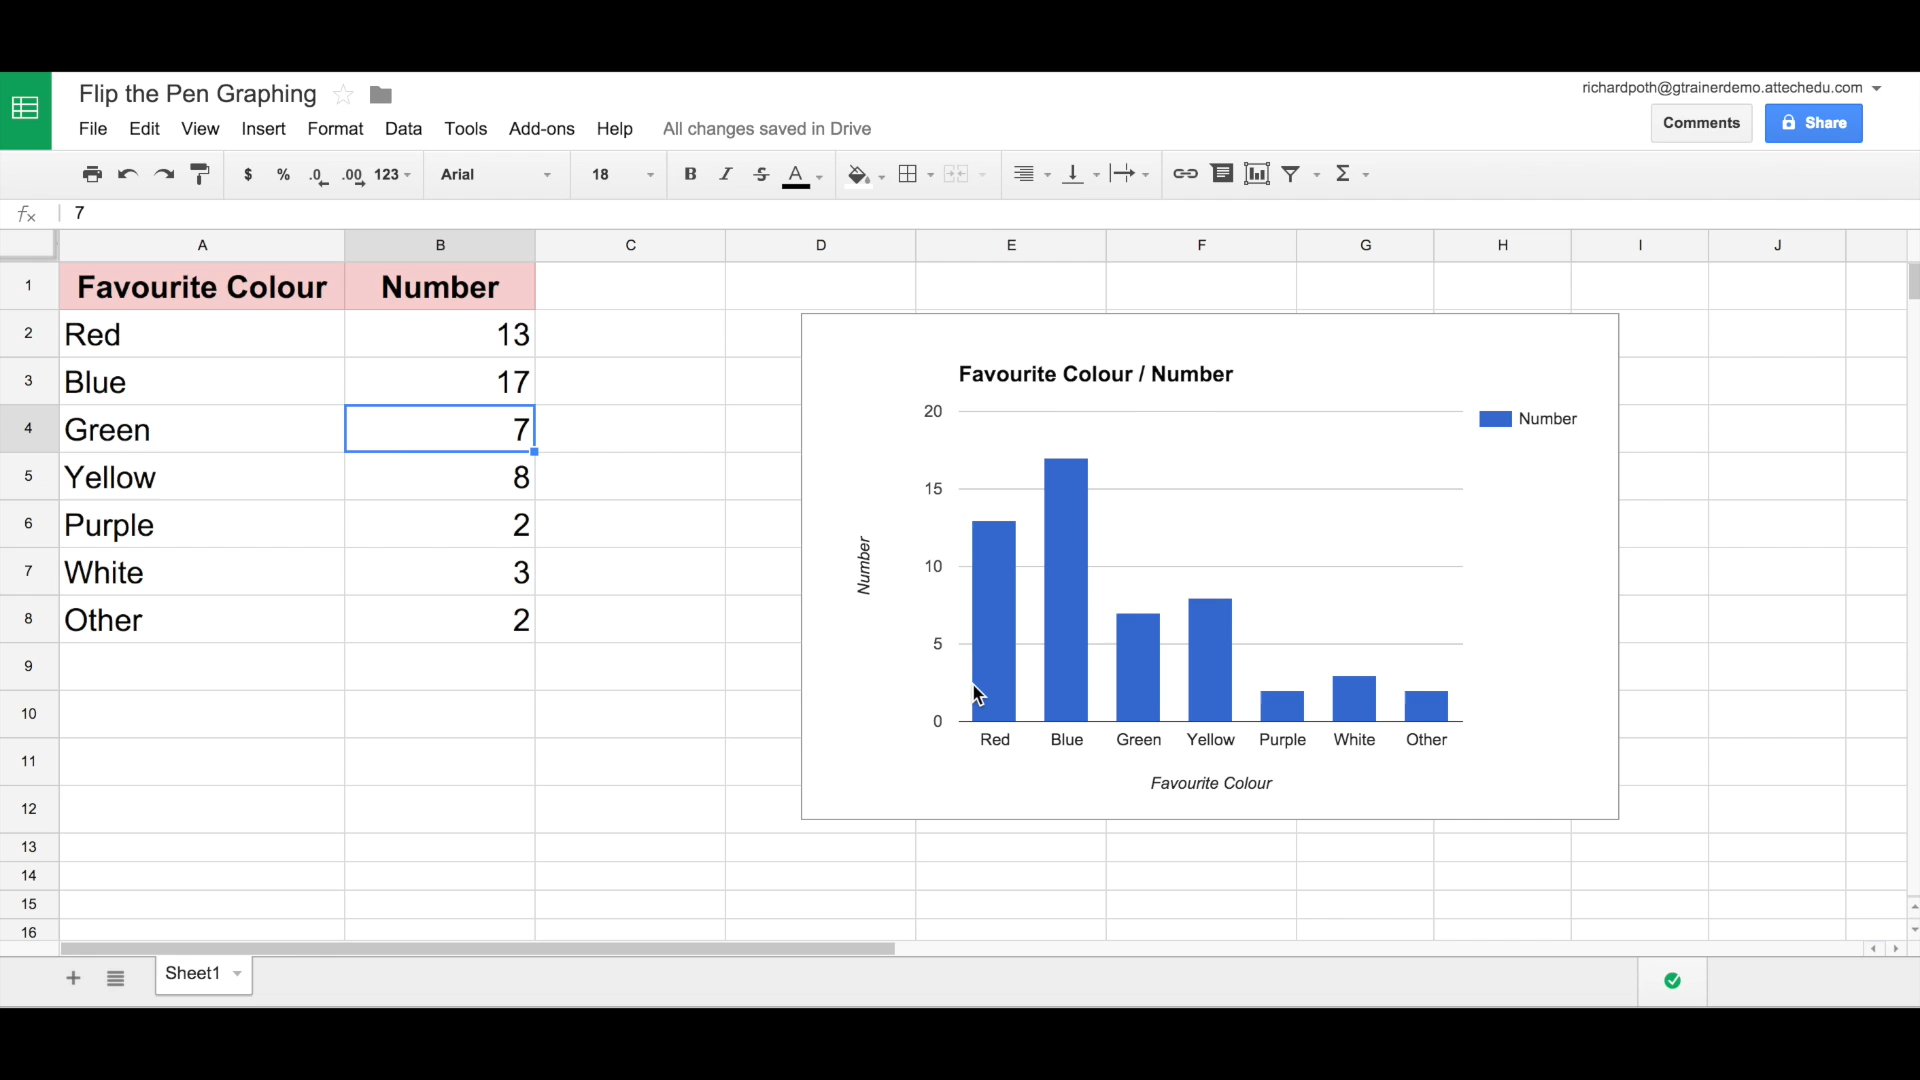 Flip the Pen Graphing
richardpoth@gtrainerdemo.attechedu.com
File Edit View Insert Format Data Tools Add-ons Help All changes saved in Drive
Comments Share
$ % .0 .00 123 Arial 18 B I S A Σ
fx 7
A B C D E F G H I J
1 Favourite Colour Number
2 Red 13
3 Blue 17
4 Green 7
5 Yellow 8
6 Purple 2
7 White 3
8 Other 2
9
10
11
12
13
14
15
16
Favourite Colour / Number
Number
20
15
10
5
0
Number
Red Blue Green Yellow Purple White Other
Favourite Colour
Sheet1